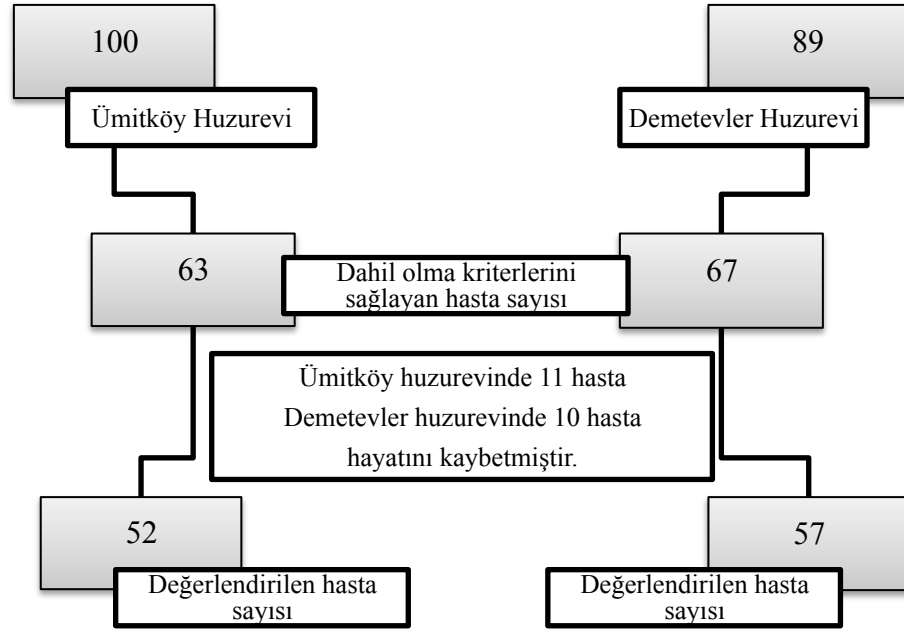 100
89
Ümitköy Huzurevi
Demetevler Huzurevi
63
67
Dahil olma kriterlerini
sağlayan hasta sayısı
Ümitköy huzurevinde 11 hasta
Demetevler huzurevinde 10 hasta
hayatını kaybetmiştir.
52
57
Değerlendirilen hasta
sayısı
Değerlendirilen hasta
sayısı